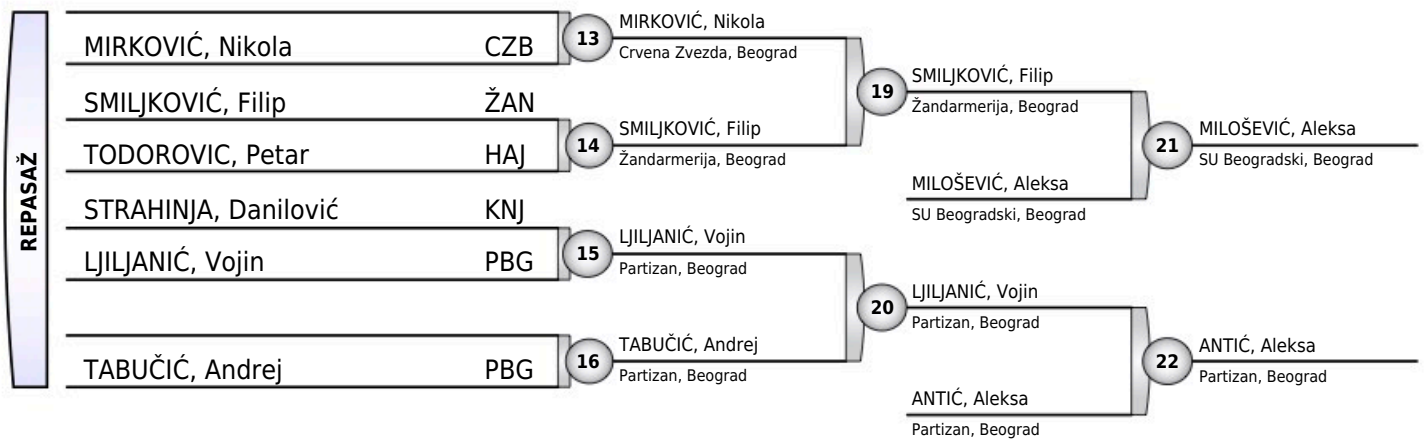 REPASAŽ
MIRKOVIĆ, Nikola CZB
SMILJKOVIĆ, Filip ŽAN
TODOROVIC, Petar HAJ
STRAHINJA, Danilović KNJ
LJILJANIĆ, Vojin PBG
TABUČIĆ, Andrej PBG
13
MIRKOVIĆ, Nikola
Crvena Zvezda, Beograd
14
SMILJKOVIĆ, Filip
Žandarmerija, Beograd
15
LJILJANIĆ, Vojin
Partizan, Beograd
16
TABUČIĆ, Andrej
Partizan, Beograd
19
SMILJKOVIĆ, Filip
Žandarmerija, Beograd
MILOŠEVIĆ, Aleksa
SU Beogradski, Beograd
20
LJILJANIĆ, Vojin
Partizan, Beograd
ANTIĆ, Aleksa
Partizan, Beograd
21
MILOŠEVIĆ, Aleksa
SU Beogradski, Beograd
22
ANTIĆ, Aleksa
Partizan, Beograd